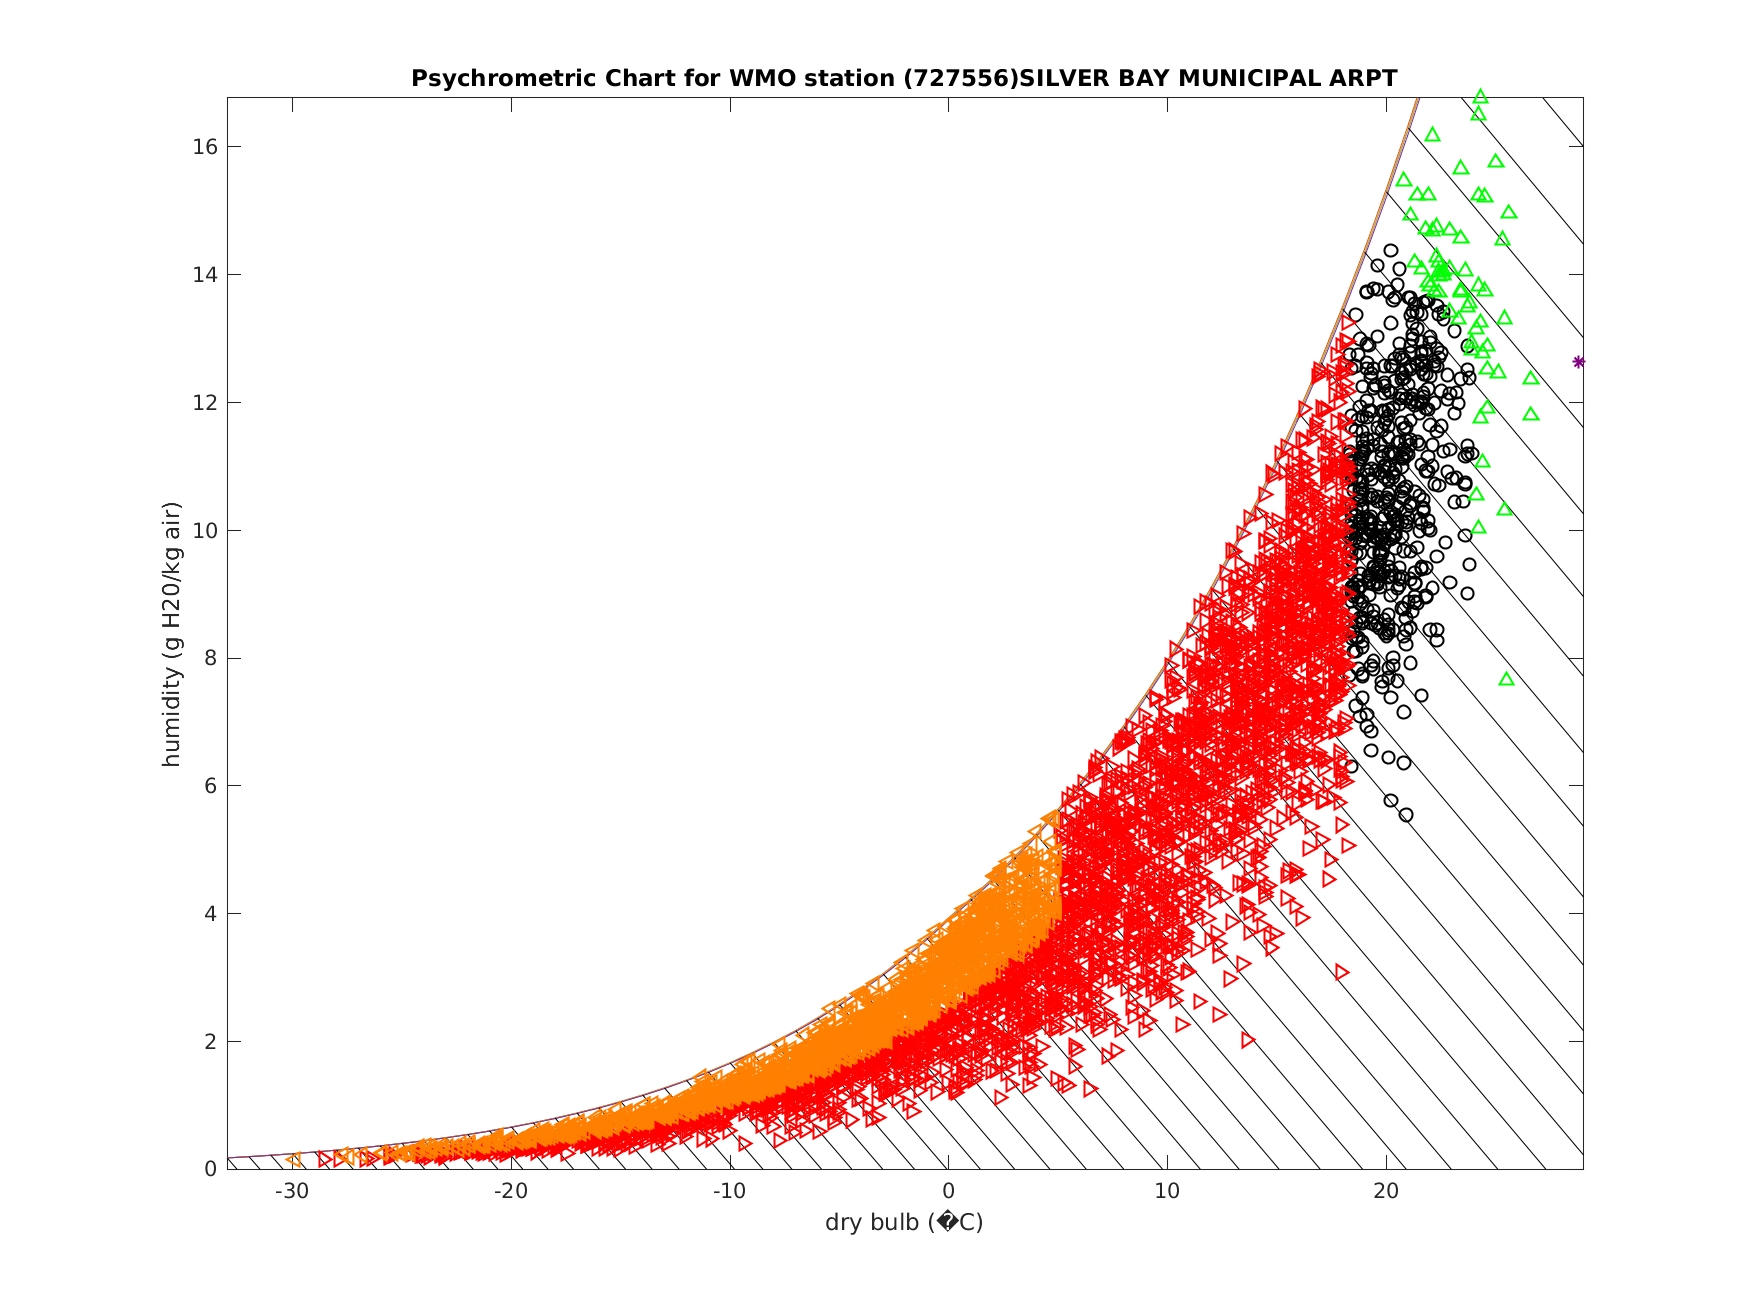 Psychrometric Chart for WMO station (727556)SILVER BAY MUNICIPAL ARPT
16
14
12
10
8
6
4
2
0
humidity (g H20/kg air)
-30 -20 -10 0 10 20
dry bulb (�C)